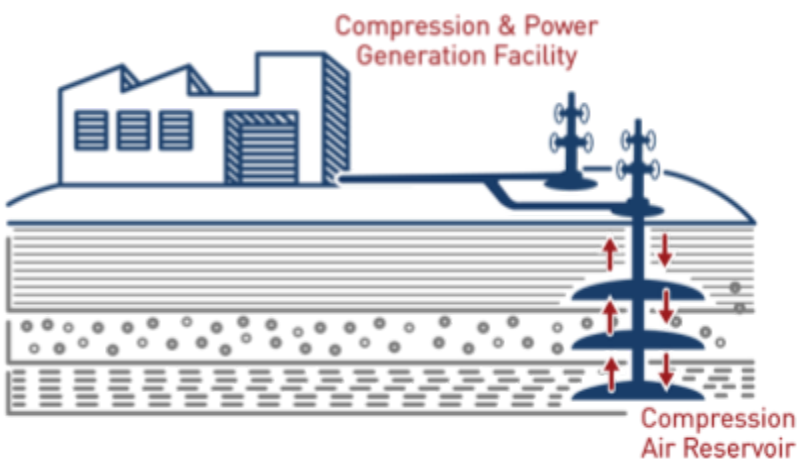 Compression & Power
Generation Facility
Compression
Air Reservoir